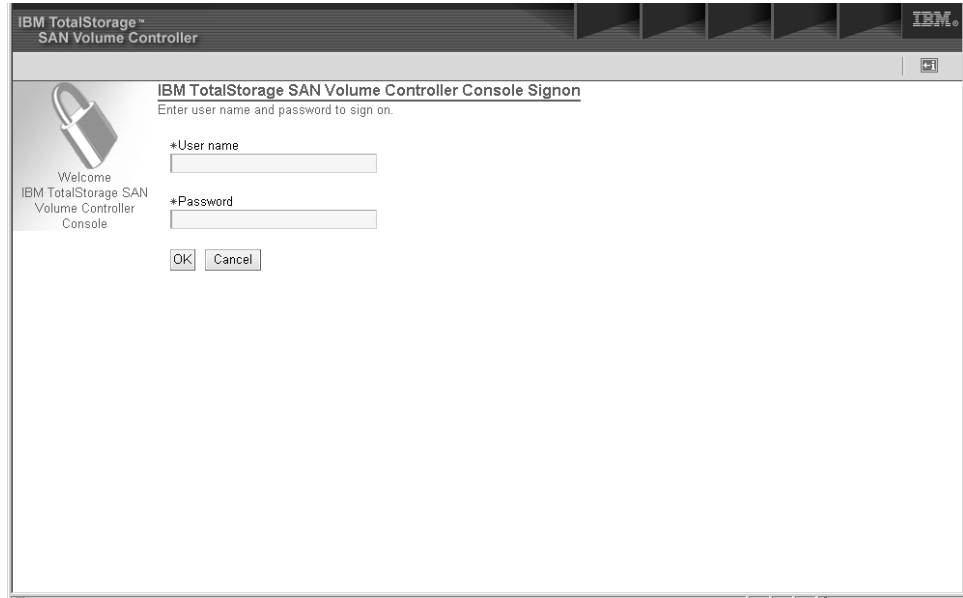 IBM TotalStorage™
SAN Volume Controller
IBM®
IBM TotalStorage SAN Volume Controller Console Signon
Enter user name and password to sign on.
Welcome
IBM TotalStorage SAN
Volume Controller
Console
*User name
*Password
OK Cancel